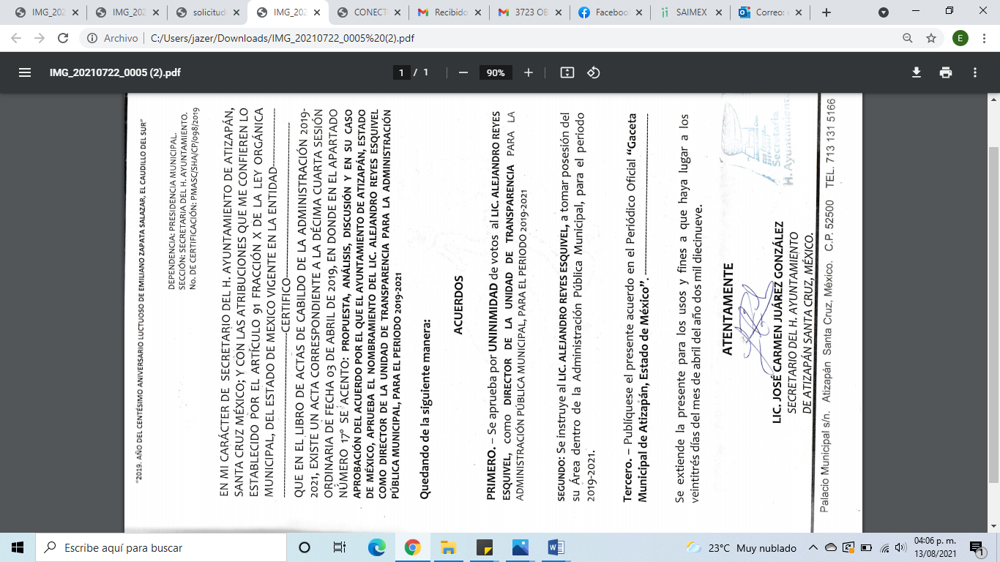 IMG_202
IMG_202
solicitud
IMG_202
CONECT
Recibido
3723 OB
Faceboo
SAIMEX
Correo:
Archivo | C:/Users/jazer/Downloads/IMG_20210722_0005%20(2).pdf
E
IMG_20210722_0005 (2).pdf
1 / 1
90%
"2019. AÑO DEL CENTÉSIMO ANIVERSARIO LUCTUOSO DE EMILIANO ZAPATA SALAZAR, EL CAUDILLO DEL SUR"
DEPENDENCIA: PRESIDENCIA MUNICIPAL.
SECCIÓN: SECRETARIA DEL H. AYUNTAMIENTO.
No. DE CERTIFICACIÓN: PMASC/SHA/CP/098/2019
EN MI CARÁCTER DE SECRETARIO DEL H. AYUNTAMIENTO DE ATIZAPÁN,
SANTA CRUZ MÉXICO; Y CON LAS ATRIBUCIONES QUE ME CONFIEREN LO
ESTABLECIDO POR EL ARTÍCULO 91 FRACCIÓN X DE LA LEY ORGÁNICA
MUNICIPAL, DEL ESTADO DE MEXICO VIGENTE EN LA ENTIDAD----------
----------CERTIFICO----------
QUE EN EL LIBRO DE ACTAS DE CABILDO DE LA ADMINISTRACIÓN 2019-
2021, EXISTE UN ACTA CORRESPONDIENTE A LA DÉCIMA CUARTA SESIÓN
ORDINARIA DE FECHA 03 DE ABRIL DE 2019, EN DONDE EN EL APARTADO
NÚMERO 17° SE ACENTO: PROPUESTA, ANÁLISIS, DISCUSIÓN Y EN SU CASO
APROBACIÓN DEL ACUERDO POR EL QUE EL AYUNTAMIENTO DE ATIZAPÁN, ESTADO
DE MÉXICO, APRUEBA EL NOMBRAMIENTO DEL LIC. ALEJANDRO REYES ESQUIVEL
COMO DIRECTOR DE LA UNIDAD DE TRANSPARENCIA PARA LA ADMINISTRACIÓN
PÚBLICA MUNICIPAL, PARA EL PERIODO 2019-2021
Quedando de la siguiente manera:
ACUERDOS
PRIMERO. – Se aprueba por UNINIMIDAD de votos al LIC. ALEJANDRO REYES
ESQUIVEL, como DIRECTOR DE LA UNIDAD DE TRANSPARENCIA PARA LA
ADMINISTRACIÓN PÚBLICA MUNICIPAL, PARA EL PERIODO 2019-2021
SEGUNDO: Se instruye al LIC. ALEJANDRO REYES ESQUIVEL, a tomar posesión del
su Área dentro de la Administración Pública Municipal, para el periodo
2019-2021.
Tercero. – Publíquese el presente acuerdo en el Periódico Oficial “Gaceta
Municipal de Atizapán, Estado de México”. ----------
Se extiende la presente para los usos y fines a que haya lugar a los
veintitrés días del mes de abril del año dos mil diecinueve.
ATENTAMENTE
Secretaria
H. Ayuntamiento
LIC. JOSÉ CARMEN JUÁREZ GONZÁLEZ
SECRETARIO DEL H. AYUNTAMIENTO
DE ATIZAPÁN SANTA CRUZ, MÉXICO.
Palacio Municipal s/n. Atizapán Santa Cruz, México. C.P. 52500 TEL. 713 131 5166
Escribe aquí para buscar
23°C Muy nublado
04:06 p. m.
13/08/2021
1